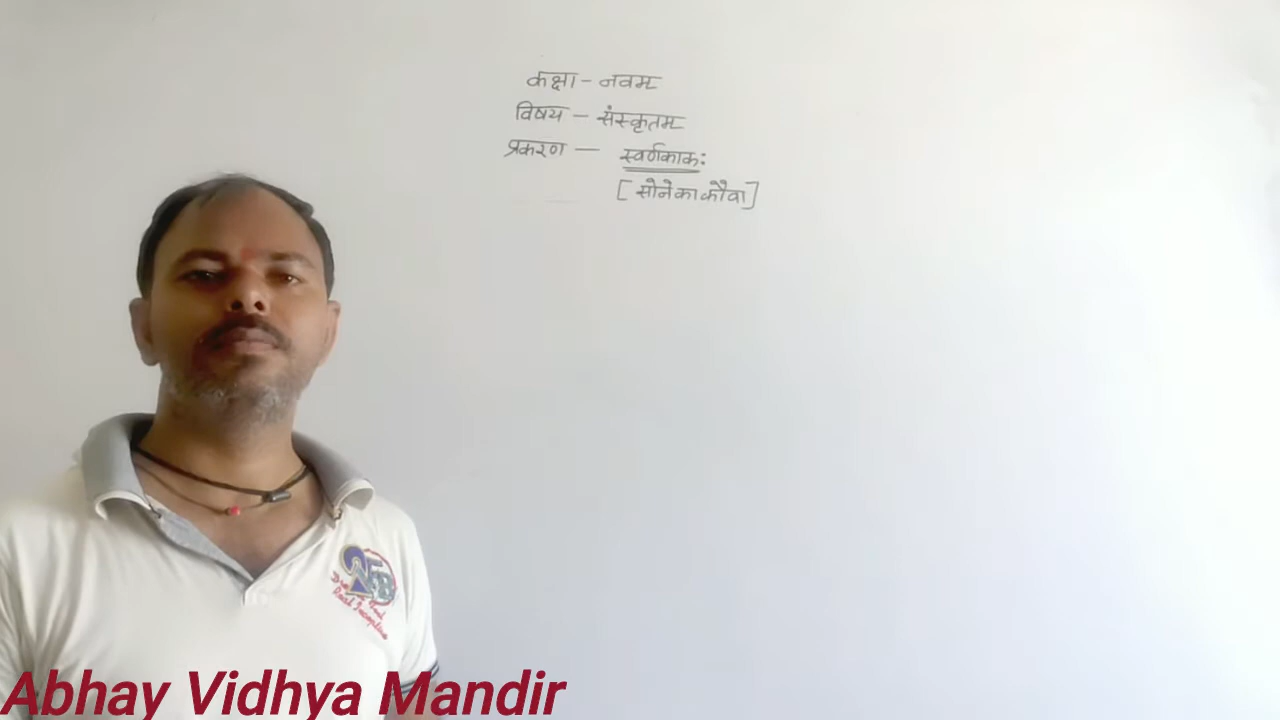 कक्षा - नवम
विषय - संस्कृतम
प्रकरण - स्वर्णकाकः
[सोने का कौवा]
Abhay Vidhya Mandir